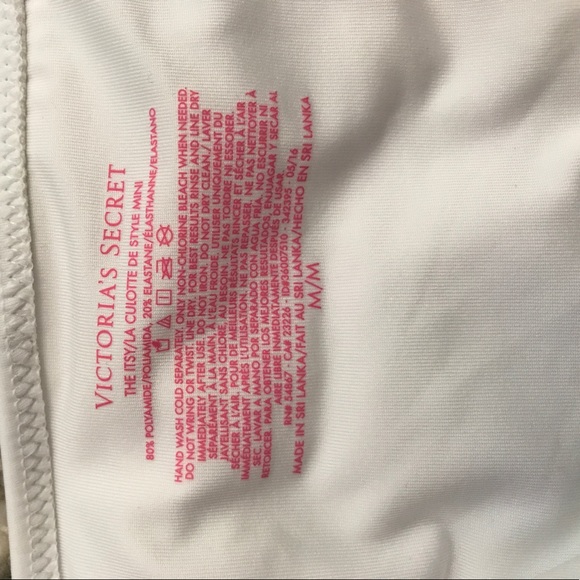 VICTORIA'S SECRET
THE ITSY/LA CULOTTE DE STYLE MINI
80% POLYAMIDE/POLIAMIDA, 20% ELASTANE/ÉLASTHANNE/ELASTANO
HAND WASH COLD SEPARATELY. ONLY NON-CHLORINE BLEACH WHEN NEEDED.
DO NOT WRING OR TWIST. LINE DRY. FOR BEST RESULTS RINSE AND LINE DRY
IMMEDIATELY AFTER USE. DO NOT IRON. DO NOT DRY CLEAN./ LAVER
SÉPARÉMENT À LA MAIN, À L'EAU FROIDE. UTILISER UNIQUEMENT DU
JAVELLISANT SANS CHLORE, AU BESOIN. NE PAS TORDRE NI ESSORER.
SÉCHER À L'AIR. POUR DE MEILLEURS RÉSULTATS RINCER ET SÉCHER À L'AIR
IMMÉDIATEMENT APRÈS L'UTILISATION. NE PAS REPASSER. NE PAS NETTOYER À
SEC. LAVAR A MANO POR SEPARADO CON AGUA FRÍA. NO ESCURRIR NI
RETORCER. PARA OBTENER LOS MEJORES RESULTADOS, ENJUAGAR Y SECAR AL
AIRE LIBRE INMEDIATAMENTE DESPUÉS DE USAR.
RN# 54867 · CA# 23226 · D#36007510 · 342595 · 05/16
MADE IN SRI LANKA/FAIT AU SRI LANKA/HECHO EN SRI LANKA
M/M